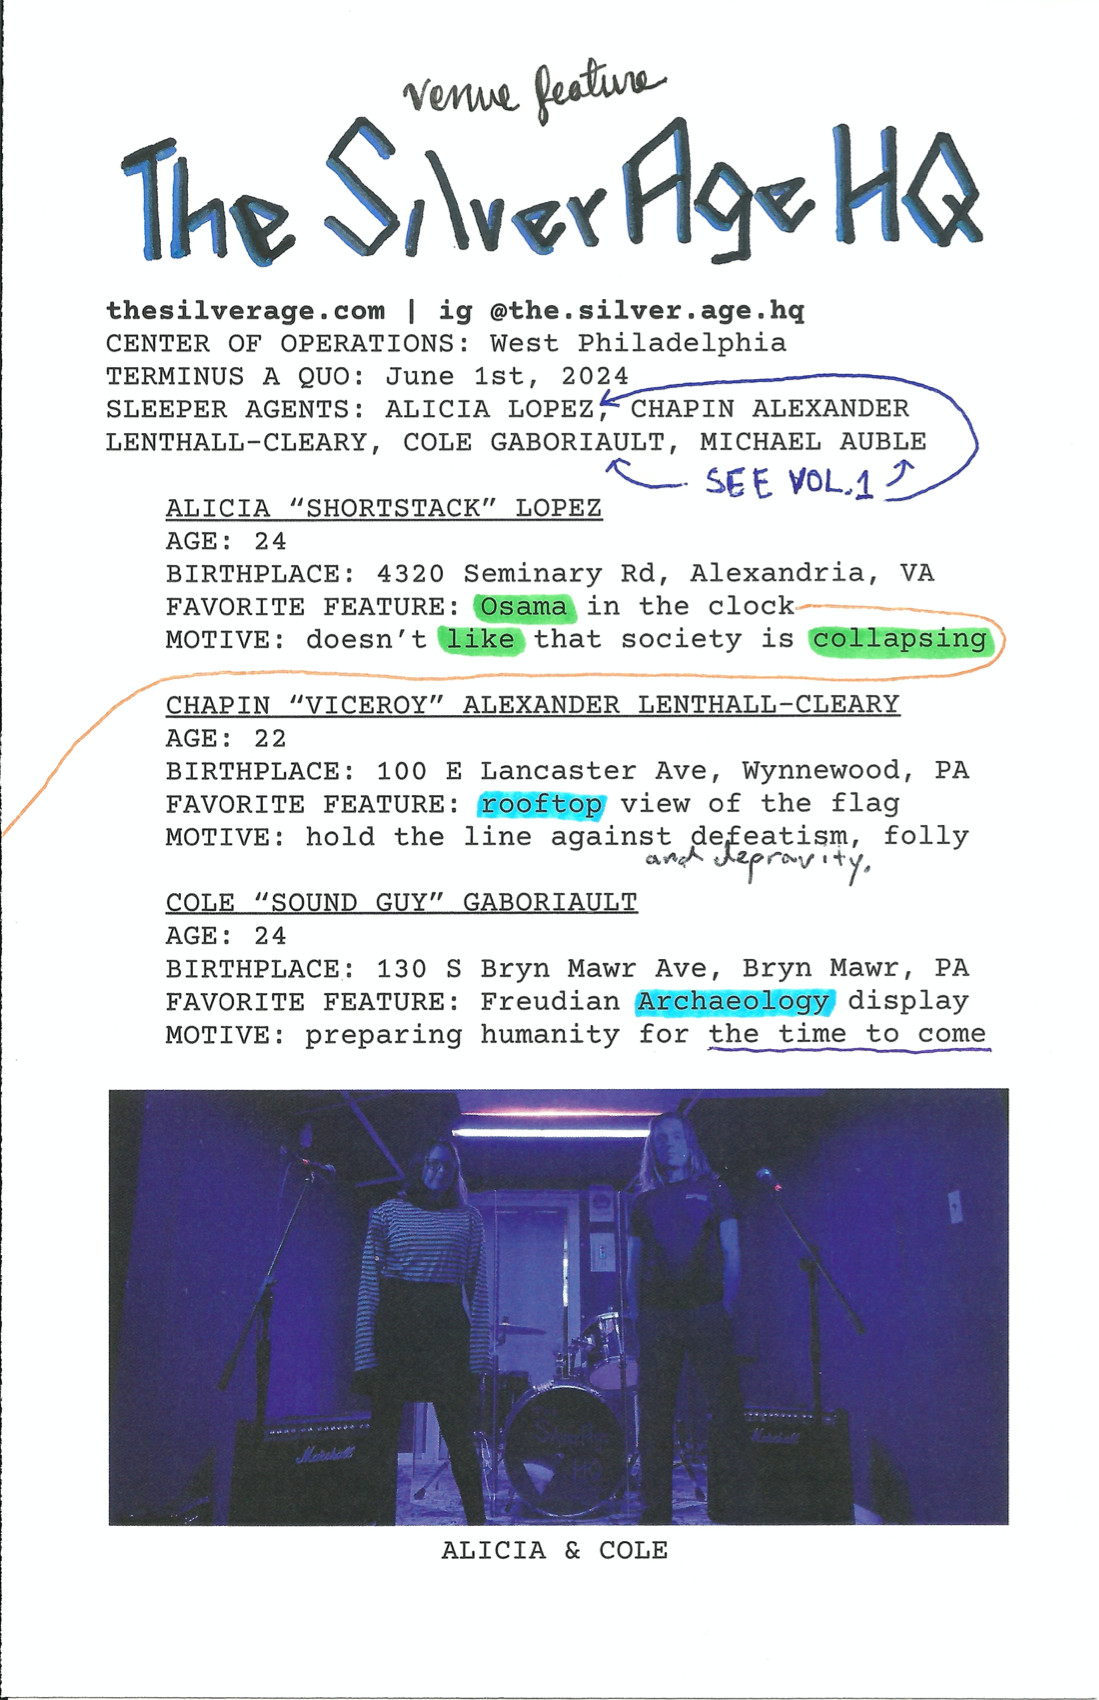 venue feature
The Silver Age HQ
thesilverage.com | ig @the.silver.age.hq
CENTER OF OPERATIONS: West Philadelphia
TERMINUS A QUO: June 1st, 2024
SLEEPER AGENTS: ALICIA LOPEZ, CHAPIN ALEXANDER
LENTHALL-CLEARY, COLE GABORIAULT, MICHAEL AUBLE
SEE VOL.1
ALICIA “SHORTSTACK” LOPEZ
AGE: 24
BIRTHPLACE: 4320 Seminary Rd, Alexandria, VA
FAVORITE FEATURE: Osama in the clock
MOTIVE: doesn’t like that society is collapsing
CHAPIN “VICEROY” ALEXANDER LENTHALL-CLEARY
AGE: 22
BIRTHPLACE: 100 E Lancaster Ave, Wynnewood, PA
FAVORITE FEATURE: rooftop view of the flag
MOTIVE: hold the line against defeatism, folly
and depravity.
COLE “SOUND GUY” GABORIAULT
AGE: 24
BIRTHPLACE: 130 S Bryn Mawr Ave, Bryn Mawr, PA
FAVORITE FEATURE: Freudian Archaeology display
MOTIVE: preparing humanity for the time to come
Marshall
Marshall
Silver Age
HQ
ALICIA & COLE